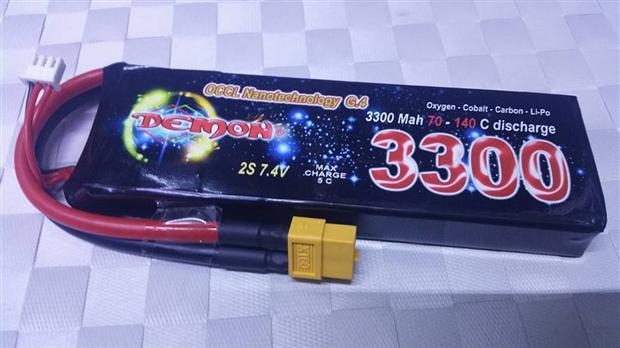 OCCL Nanotechnology G.4
Oxygen - Cobalt - Carbon - Li-Po
3300 Mah 70 - 140 C discharge
DEMON
2S 7.4V
MAX
CHARGE
5 C
3300